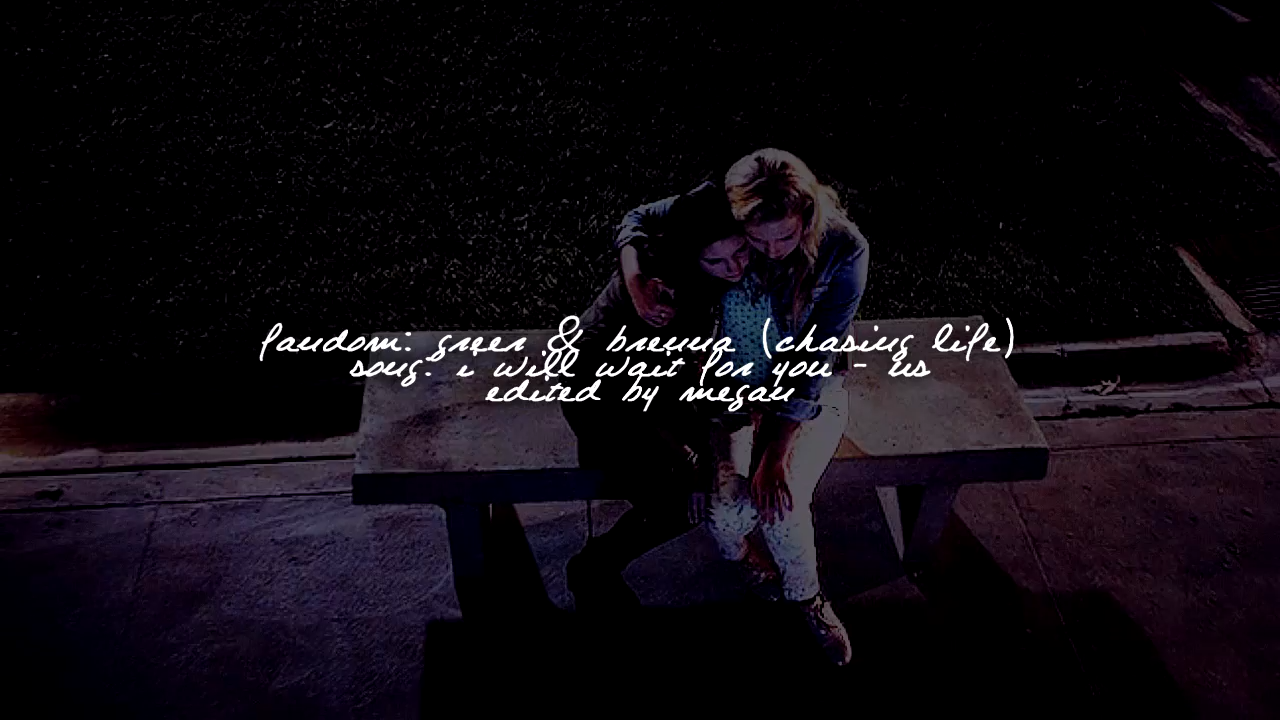 fandom: greer & brenna (chasing life)
song: i will wait for you - us
edited by megan